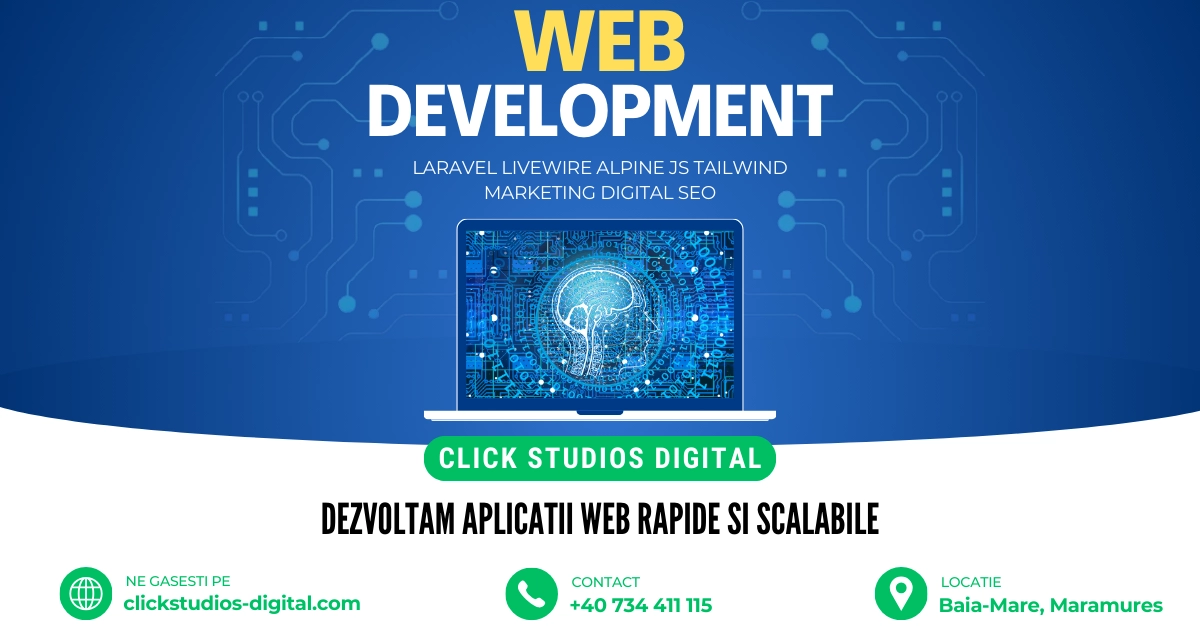 WEB
DEVELOPMENT
LARAVEL LIVEWIRE ALPINE JS TAILWIND
MARKETING DIGITAL SEO
CLICK STUDIOS DIGITAL
DEZVOLTAM APLICATII WEB RAPIDE SI SCALABILE
NE GASESTI PE
clickstudios-digital.com
CONTACT
+40 734 411 115
LOCATIE
Baia-Mare, Maramures